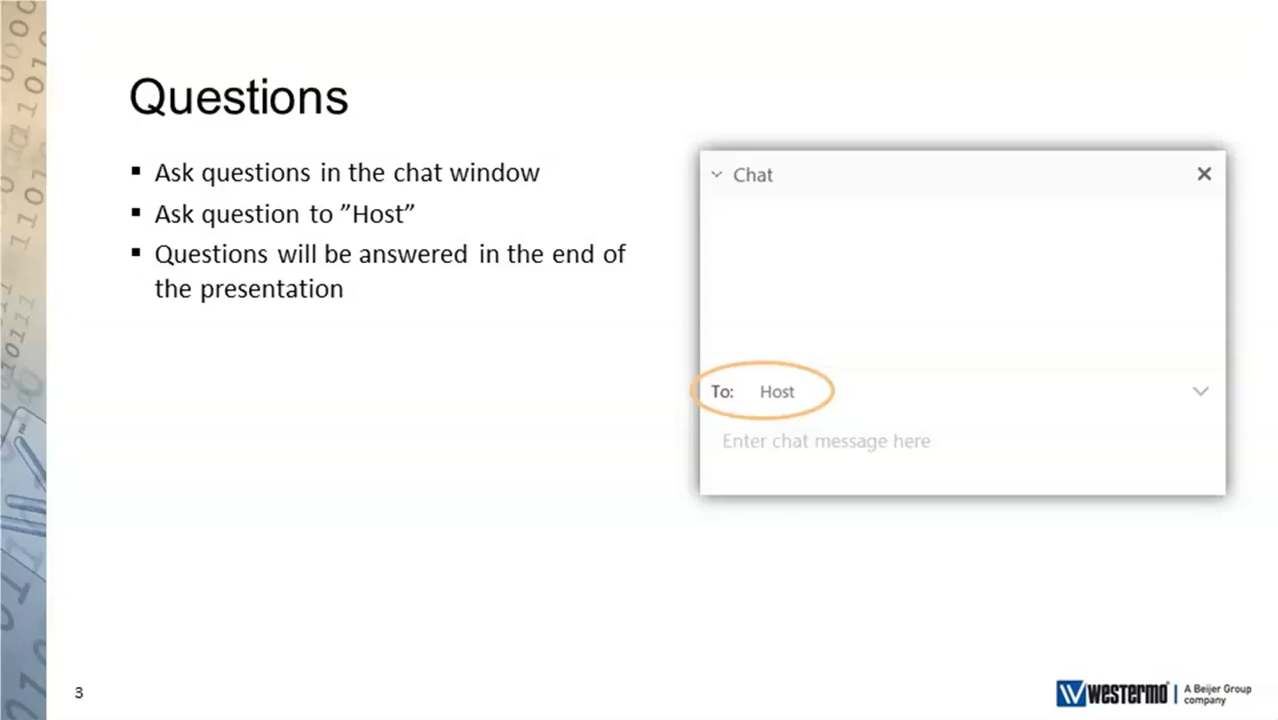 Questions
▪ Ask questions in the chat window
▪ Ask question to ”Host”
▪ Questions will be answered in the end of
the presentation
Chat
To: Host
Enter chat message here
3
westermo
A Beijer Group
company